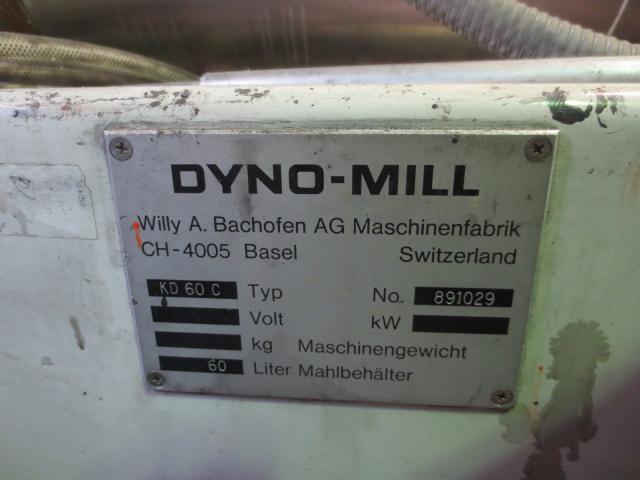 DYNO®-MILL
Willy A. Bachofen AG Maschinenfabrik
CH-4005 Basel Switzerland
KD 60 C Typ No. 891029
Volt kW
kg Maschinengewicht
60 Liter Mahlbehälter